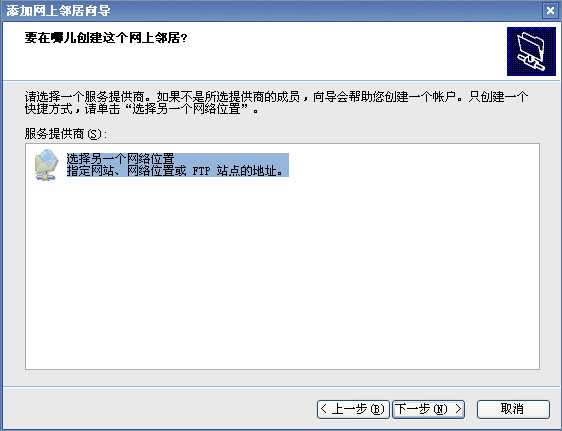 添加网上邻居向导
要在哪儿创建这个网上邻居?
请选择一个服务提供商。如果不是所选提供商的成员，向导会帮助您创建一个帐户。只创建一个
快捷方式，请单击“选择另一个网络位置”。
服务提供商(S):
选择另一个网络位置
指定网站、网络位置或 FTP 站点的地址。
< 上一步(B) 下一步(N) > 取消